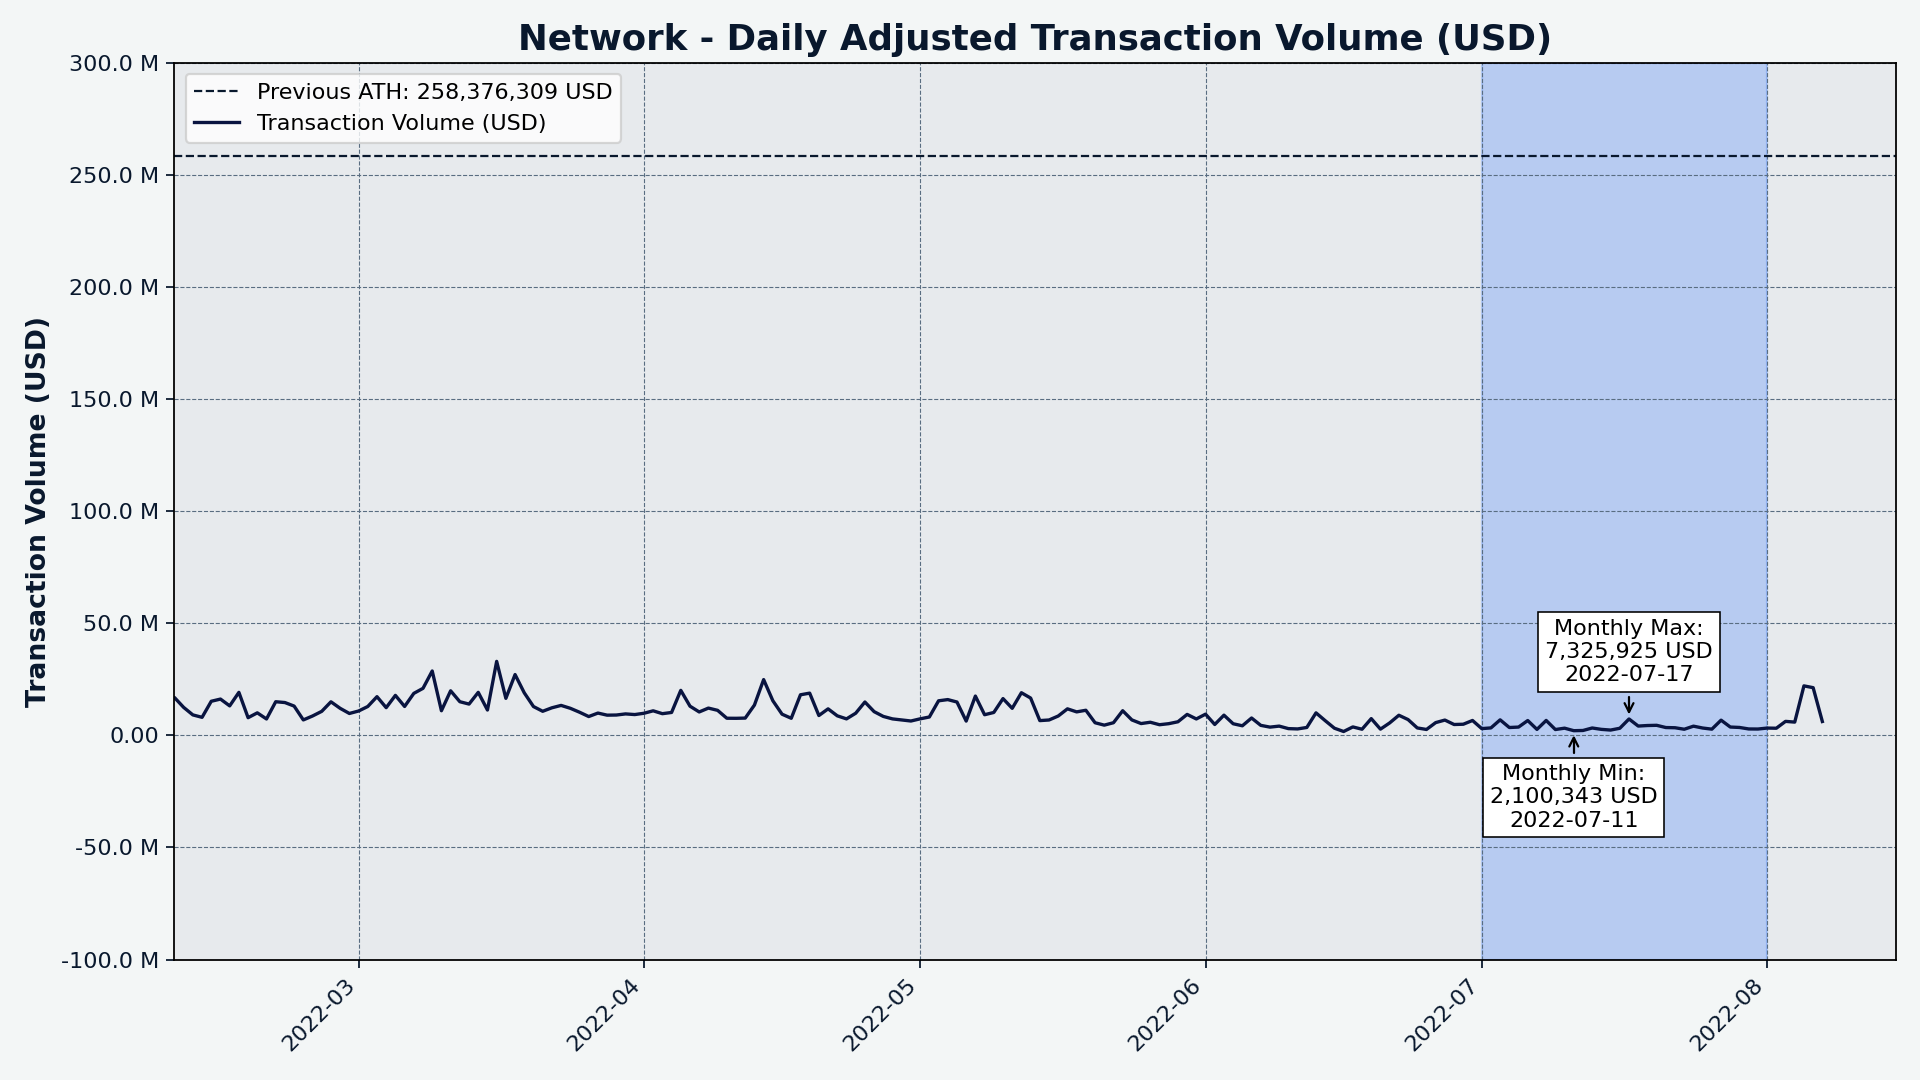 Network - Daily Adjusted Transaction Volume (USD)
300.0 M
Previous ATH: 258,376,309 USD
Transaction Volume (USD)
250.0 M
200.0 M
150.0 M
100.0 M
50.0 M
0.00
-50.0 M
-100.0 M
Transaction Volume (USD)
Monthly Max:
7,325,925 USD
2022-07-17
Monthly Min:
2,100,343 USD
2022-07-11
2022-03
2022-04
2022-05
2022-06
2022-07
2022-08